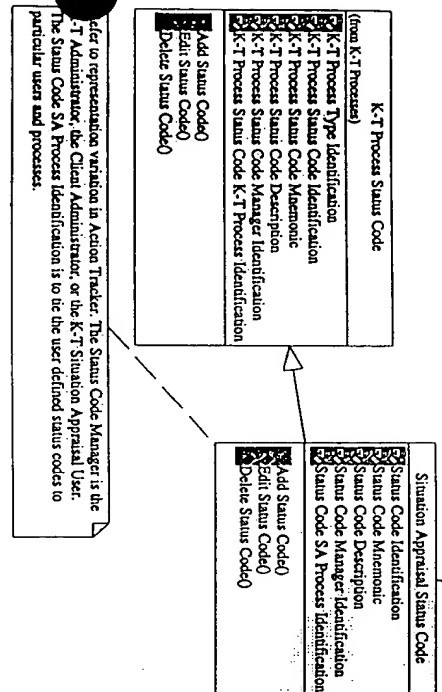 K-T Process Status Code
(from K-T Processes)
K-T Process Type Identification
K-T Process Status Code Identification
K-T Process Status Code Mnemonic
K-T Process Status Code Description
K-T Process Status Code Manager Identification
K-T Process Status Code K-T Process Identification
Add Status Code()
Edit Status Code()
Delete Status Code()
Situation Appraisal Status Code
Status Code Identification
Status Code Mnemonic
Status Code Description
Status Code Manager Identification
Status Code SA Process Identification
Add Status Code()
Edit Status Code()
Delete Status Code()
efer to representation variation in Action Tracker. The Status Code Manager is the
-T Administrator, the Client Administrator, or the K-T Situation Appraisal User.
The Status Code SA Process Identification is to tie the user defined status codes to
particular users and processes.